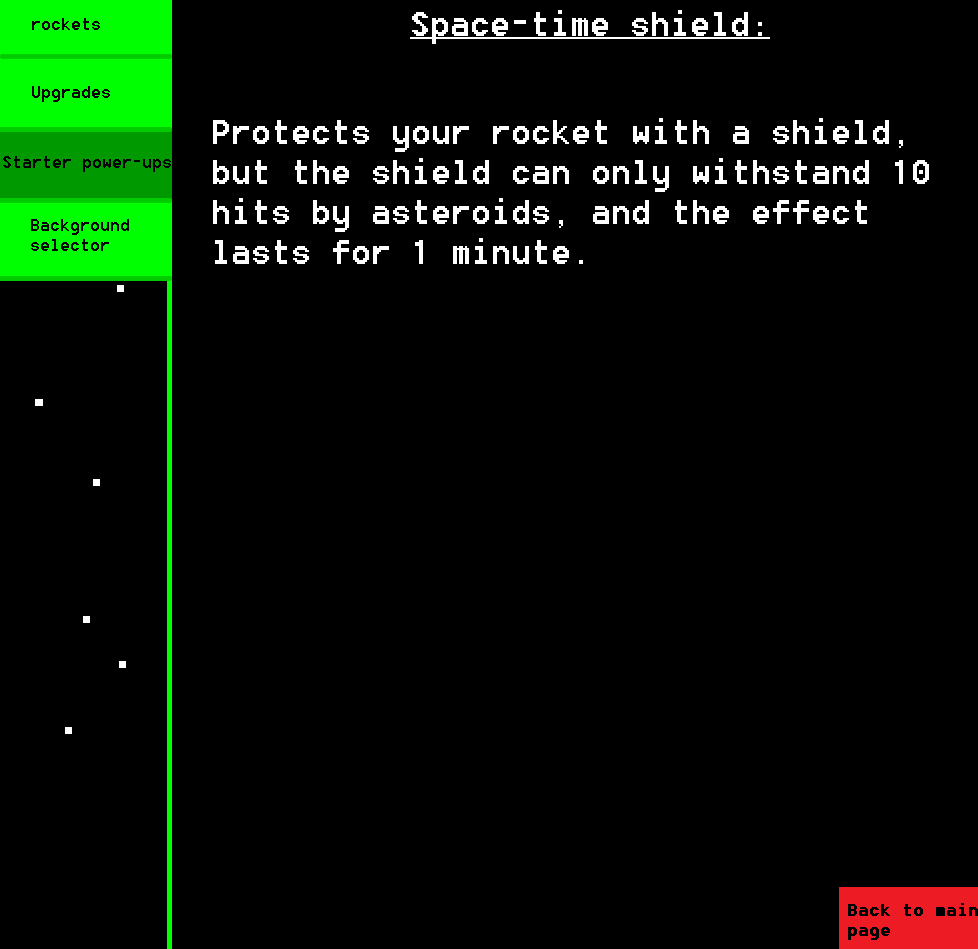 rockets
Upgrades
Starter power-ups
Background
selector
Space-time shield:
Protects your rocket with a shield,
but the shield can only withstand 10
hits by asteroids, and the effect
lasts for 1 minute.
Back to main
page